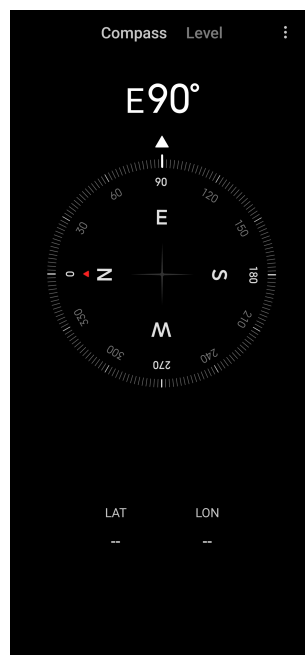 Compass Level
E90°
90
60 120
E
30 150
0 N S 180
330 210
W
300 240
270
LAT LON
-- --